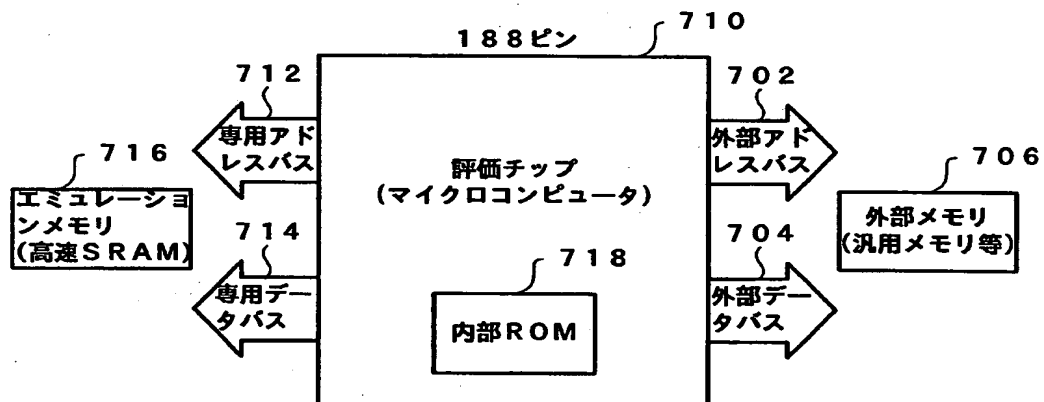 710
188ピン
712
702
専用アド
レスバス
外部アド
レスバス
716
706
評価チップ
(マイクロコンピュータ)
エミュレーショ
ンメモリ
(高速SRAM)
外部メモリ
(汎用メモリ等)
714
704
718
専用デー
タバス
外部デー
タバス
内部ROM